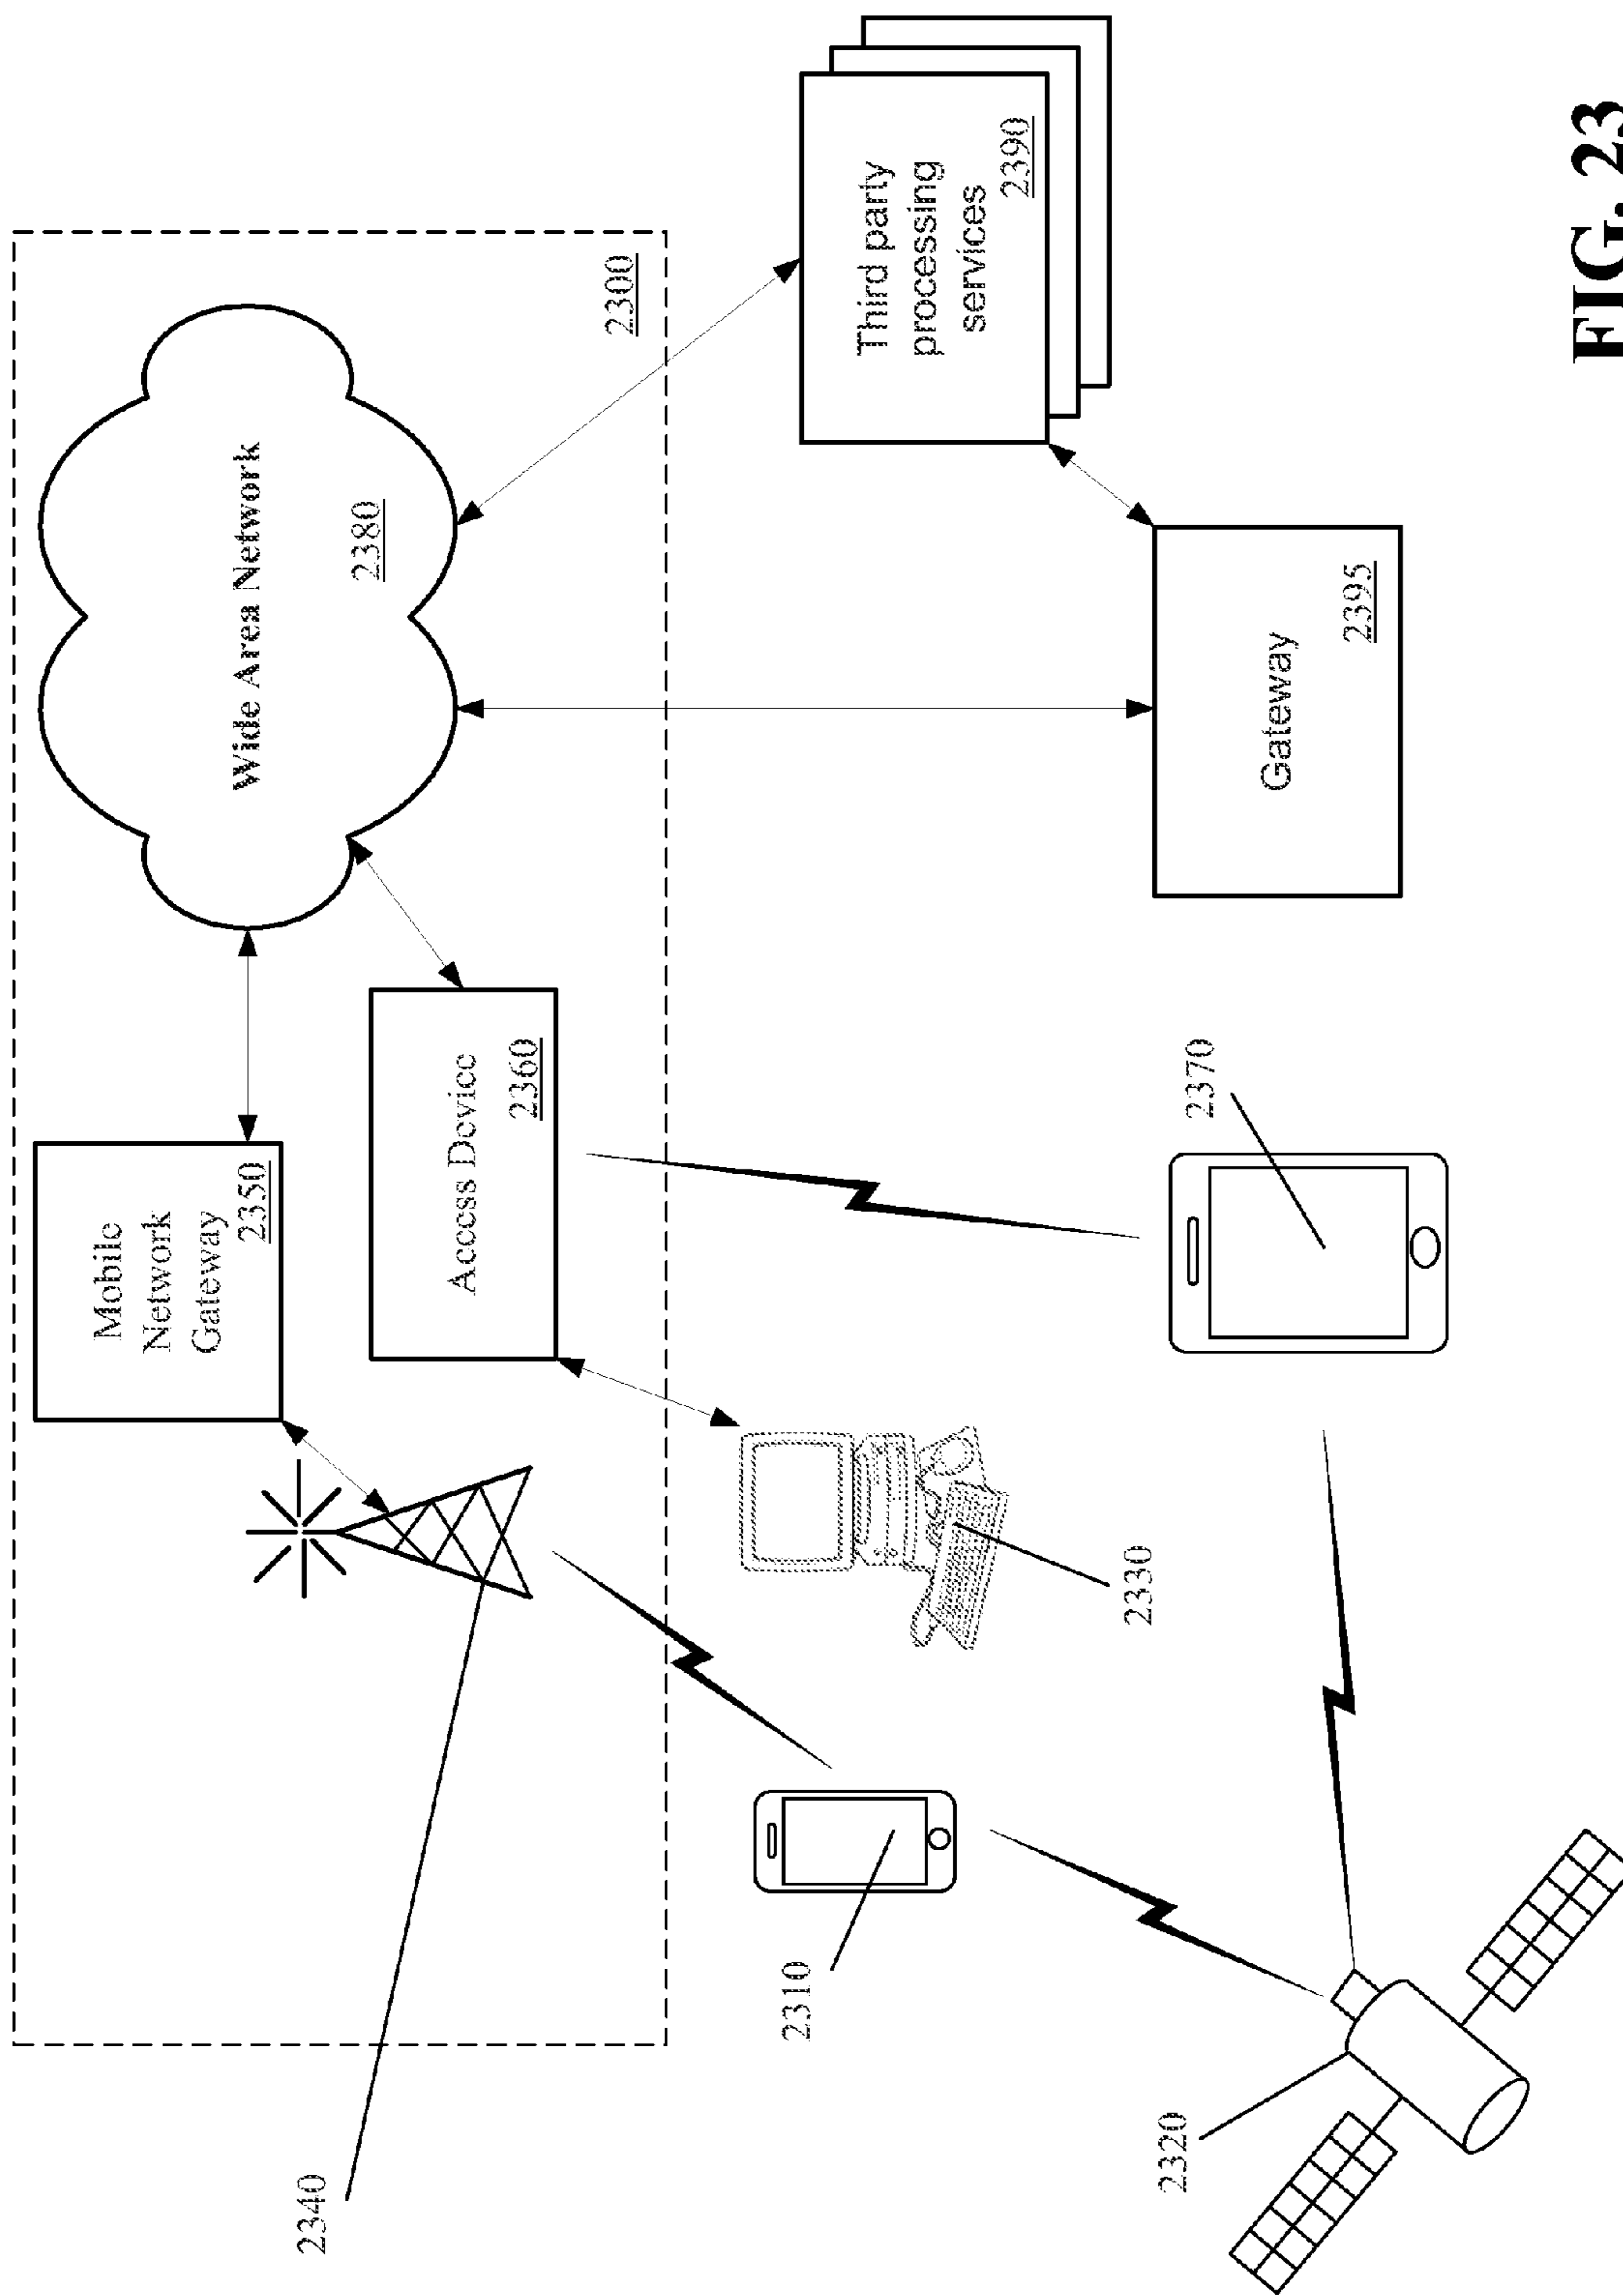 2340
Mobile
Network
Gateway
2350
Wide Area Network
2380
Access Device
2360
2300
2310
2330
Third party
processing
services
2390
2320
2370
Gateway
2395
FIG. 23